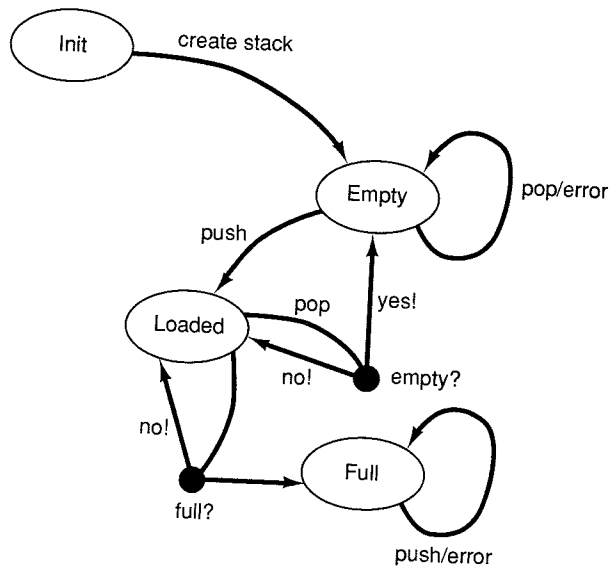 Init
create stack
Empty
pop/error
push
pop
yes!
Loaded
no!
empty?
no!
Full
full?
push/error